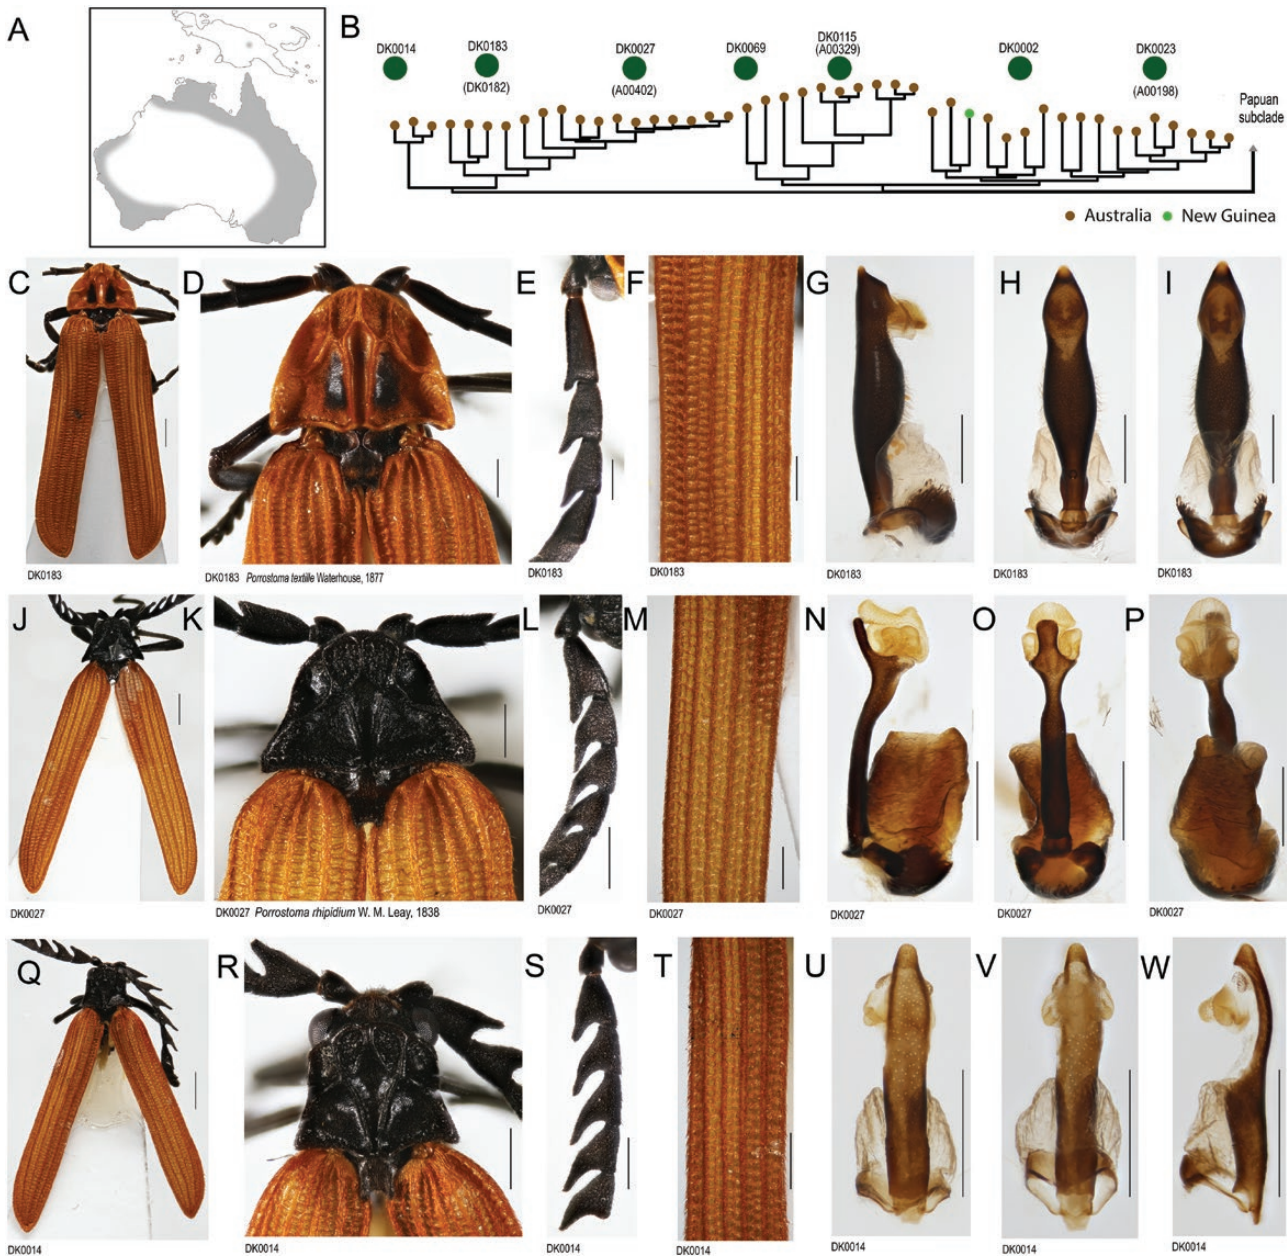 A
B
DK0014
DK0183
(DK0182)
DK0027
(A00402)
DK0069
DK0115
(A00329)
DK0002
DK0023
(A00198)
Papuan
subclade
Australia
New Guinea
C
D
E
F
G
H
I
DK0183
DK0183 Porrostoma textille Waterhouse, 1877
DK0183
DK0183
DK0183
DK0183
DK0183
J
K
L
M
N
O
P
DK0027
DK0027 Porrostoma rhipidium W. M. Leay, 1838
DK0027
DK0027
DK0027
DK0027
DK0027
Q
R
S
T
U
V
W
DK0014
DK0014
DK0014
DK0014
DK0014
DK0014
DK0014